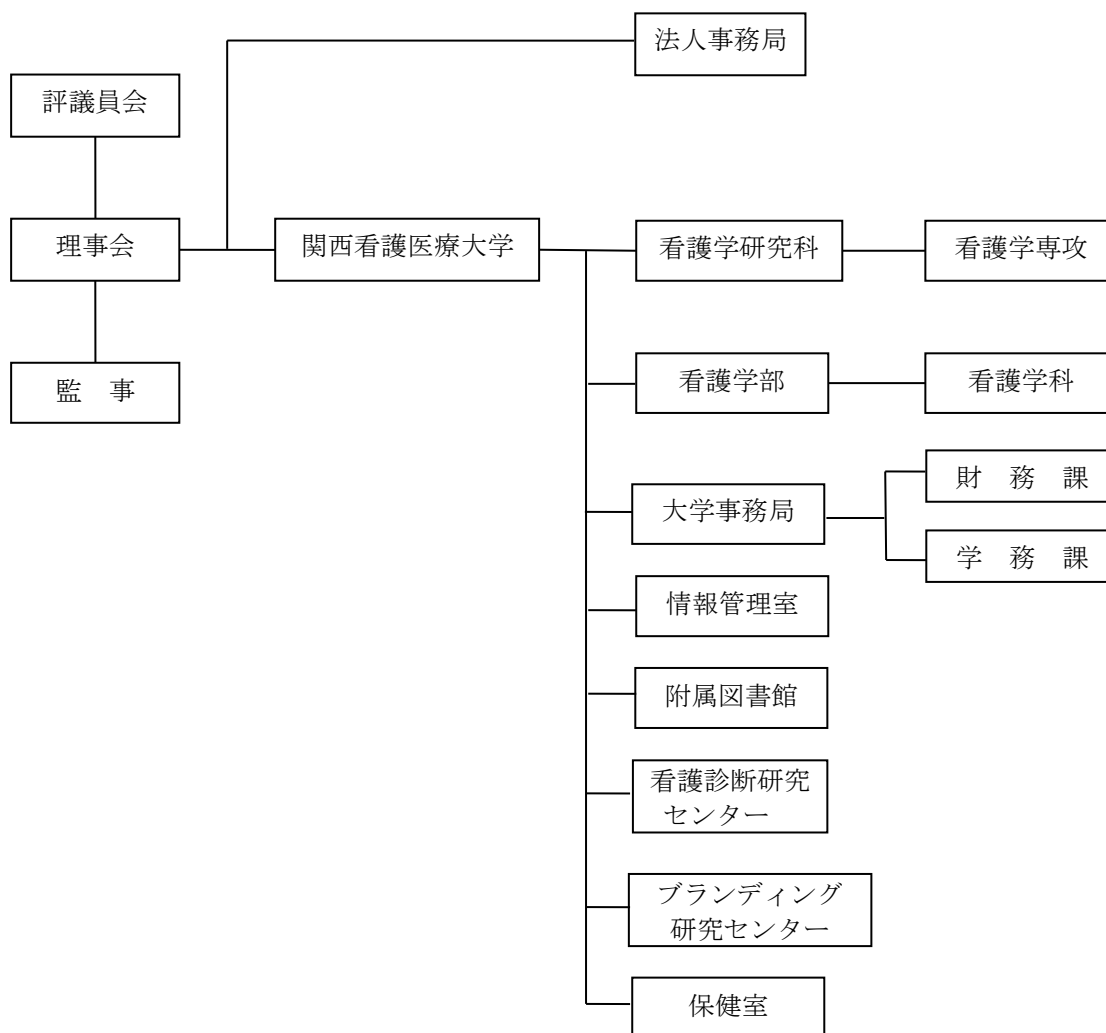 法人事務局
評議員会
理事会
関西看護医療大学
看護学研究科
看護学専攻
監　事
看護学部
看護学科
大学事務局
財　務　課
学　務　課
情報管理室
附属図書館
看護診断研究
センター
ブランディング
研究センター
保健室